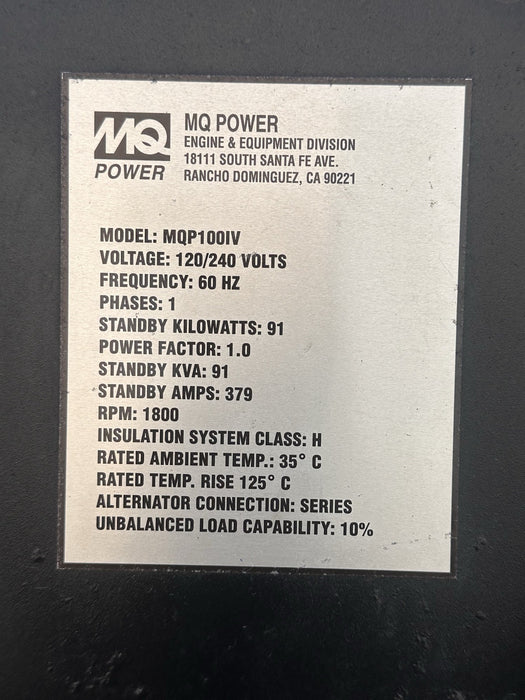 MQ POWER
MQ POWER
ENGINE & EQUIPMENT DIVISION
18111 SOUTH SANTA FE AVE.
RANCHO DOMINGUEZ, CA 90221
MODEL: MQP100IV
VOLTAGE: 120/240 VOLTS
FREQUENCY: 60 HZ
PHASES: 1
STANDBY KILOWATTS: 91
POWER FACTOR: 1.0
STANDBY KVA: 91
STANDBY AMPS: 379
RPM: 1800
INSULATION SYSTEM CLASS: H
RATED AMBIENT TEMP.: 35° C
RATED TEMP. RISE 125° C
ALTERNATOR CONNECTION: SERIES
UNBALANCED LOAD CAPABILITY: 10%